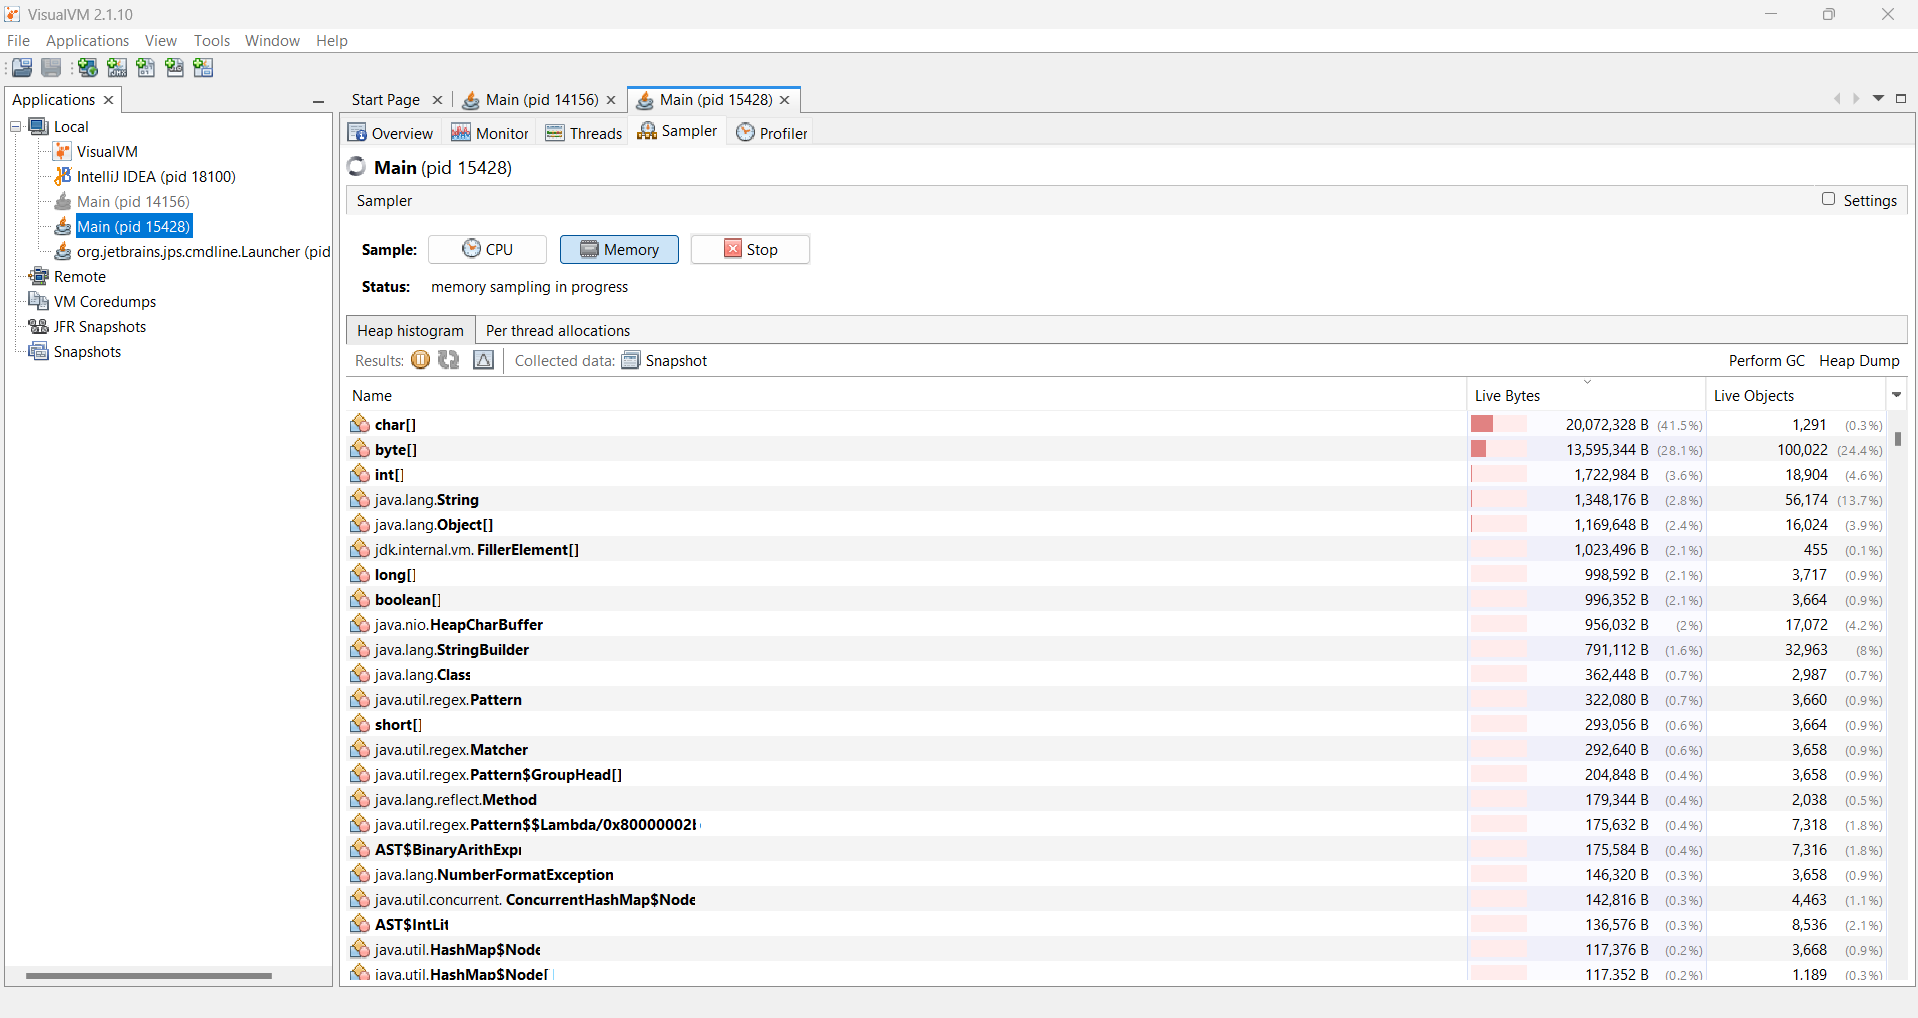 VisualVM 2.1.10
File Applications View Tools Window Help
Applications
Start Page Main (pid 14156) Main (pid 15428)
Local
VisualVM
IntelliJ IDEA (pid 18100)
Main (pid 14156)
Main (pid 15428)
org.jetbrains.jps.cmdline.Launcher (pid
Remote
VM Coredumps
JFR Snapshots
Snapshots
Overview Monitor Threads Sampler Profiler
Main (pid 15428)
Sampler Settings
Sample: CPU Memory Stop
Status: memory sampling in progress
Heap histogram Per thread allocations
Results: Collected data: Snapshot Perform GC Heap Dump
Name Live Bytes Live Objects
char[] 20,072,328 B (41.5%) 1,291 (0.3%)
byte[] 13,595,344 B (28.1%) 100,022 (24.4%)
int[] 1,722,984 B (3.6%) 18,904 (4.6%)
java.lang.String 1,348,176 B (2.8%) 56,174 (13.7%)
java.lang.Object[] 1,169,648 B (2.4%) 16,024 (3.9%)
jdk.internal.vm. FillerElement[] 1,023,496 B (2.1%) 455 (0.1%)
long[] 998,592 B (2.1%) 3,717 (0.9%)
boolean[] 996,352 B (2.1%) 3,664 (0.9%)
java.nio.HeapCharBuffer 956,032 B (2%) 17,072 (4.2%)
java.lang.StringBuilder 791,112 B (1.6%) 32,963 (8%)
java.lang.Class 362,448 B (0.7%) 2,987 (0.7%)
java.util.regex.Pattern 322,080 B (0.7%) 3,660 (0.9%)
short[] 293,056 B (0.6%) 3,664 (0.9%)
java.util.regex.Matcher 292,640 B (0.6%) 3,658 (0.9%)
java.util.regex.Pattern$GroupHead[] 204,848 B (0.4%) 3,658 (0.9%)
java.lang.reflect.Method 179,344 B (0.4%) 2,038 (0.5%)
java.util.regex.Pattern$$Lambda/0x80000002 175,632 B (0.4%) 7,318 (1.8%)
AST$BinaryArithExpr 175,584 B (0.4%) 7,316 (1.8%)
java.lang.NumberFormatException 146,320 B (0.3%) 3,658 (0.9%)
java.util.concurrent. ConcurrentHashMap$Node 142,816 B (0.3%) 4,463 (1.1%)
AST$IntLit 136,576 B (0.3%) 8,536 (2.1%)
java.util.HashMap$Node 117,376 B (0.2%) 3,668 (0.9%)
java.util.HashMap$Node[ 117,352 B (0.2%) 1,189 (0.3%)